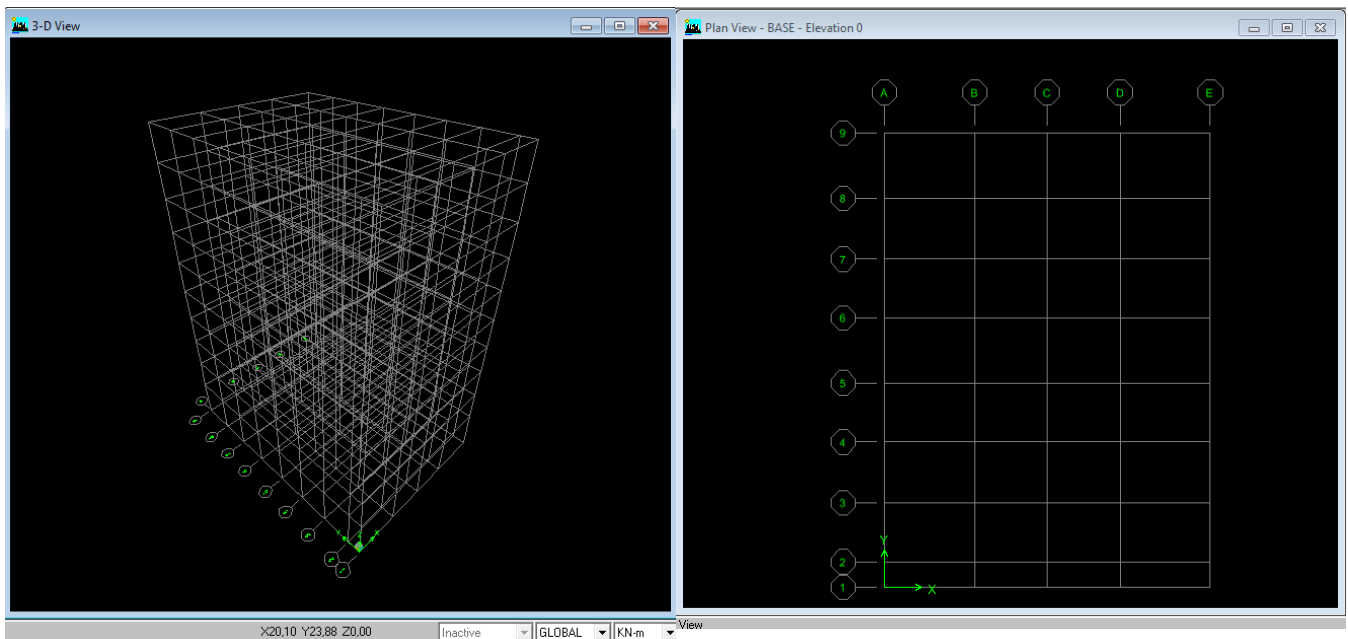 3-D View
Plan View - BASE - Elevation 0
A B C D E
9
8
7
6
5
4
3
2
1
Y
X
X20,10 Y23,88 Z0,00
Inactive
GLOBAL
KN-m
View